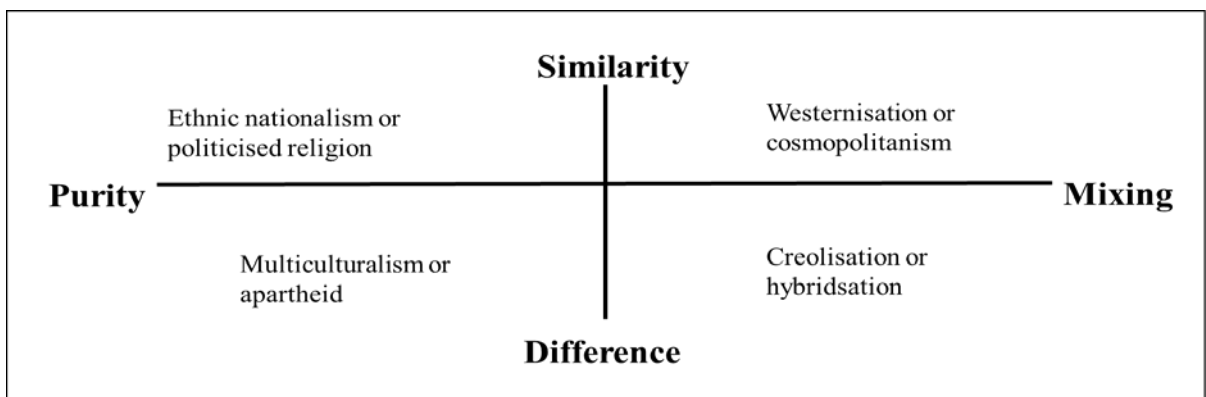 Similarity
Ethnic nationalism or
politicised religion
Westernisation or
cosmopolitanism
Purity
Mixing
Multiculturalism or
apartheid
Creolisation or
hybridsation
Difference